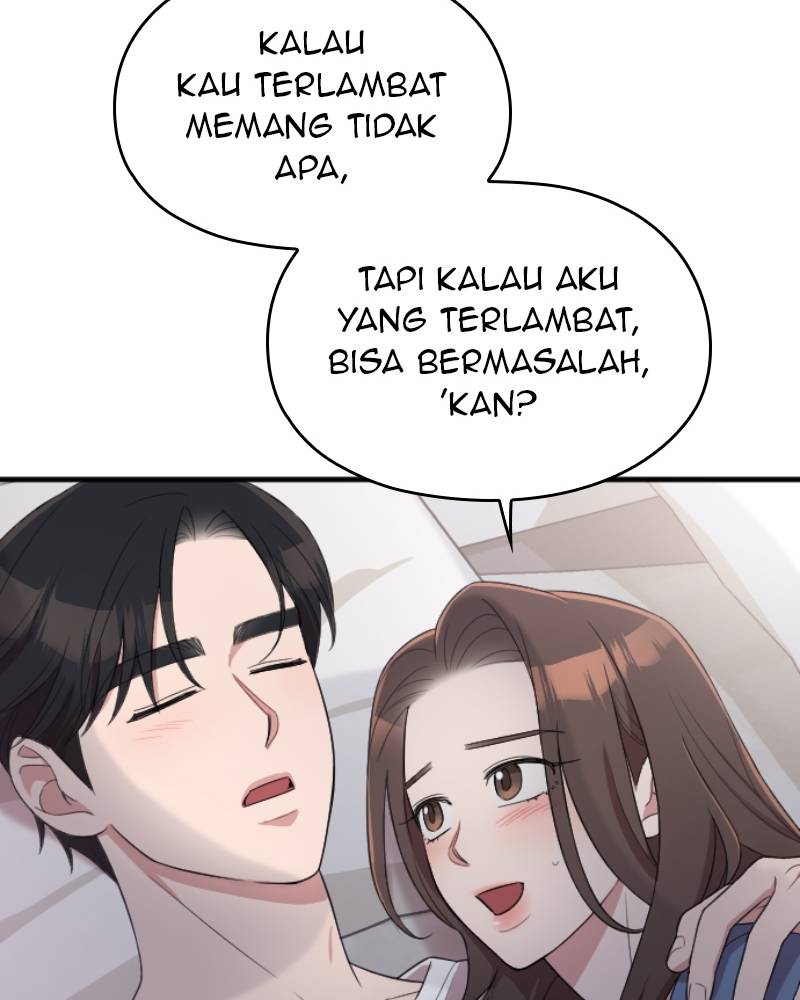 KALAU
KAU TERLAMBAT
MEMANG TIDAK
APA,
TAPI KALAU AKU
YANG TERLAMBAT,
BISA BERMASALAH,
'KAN?